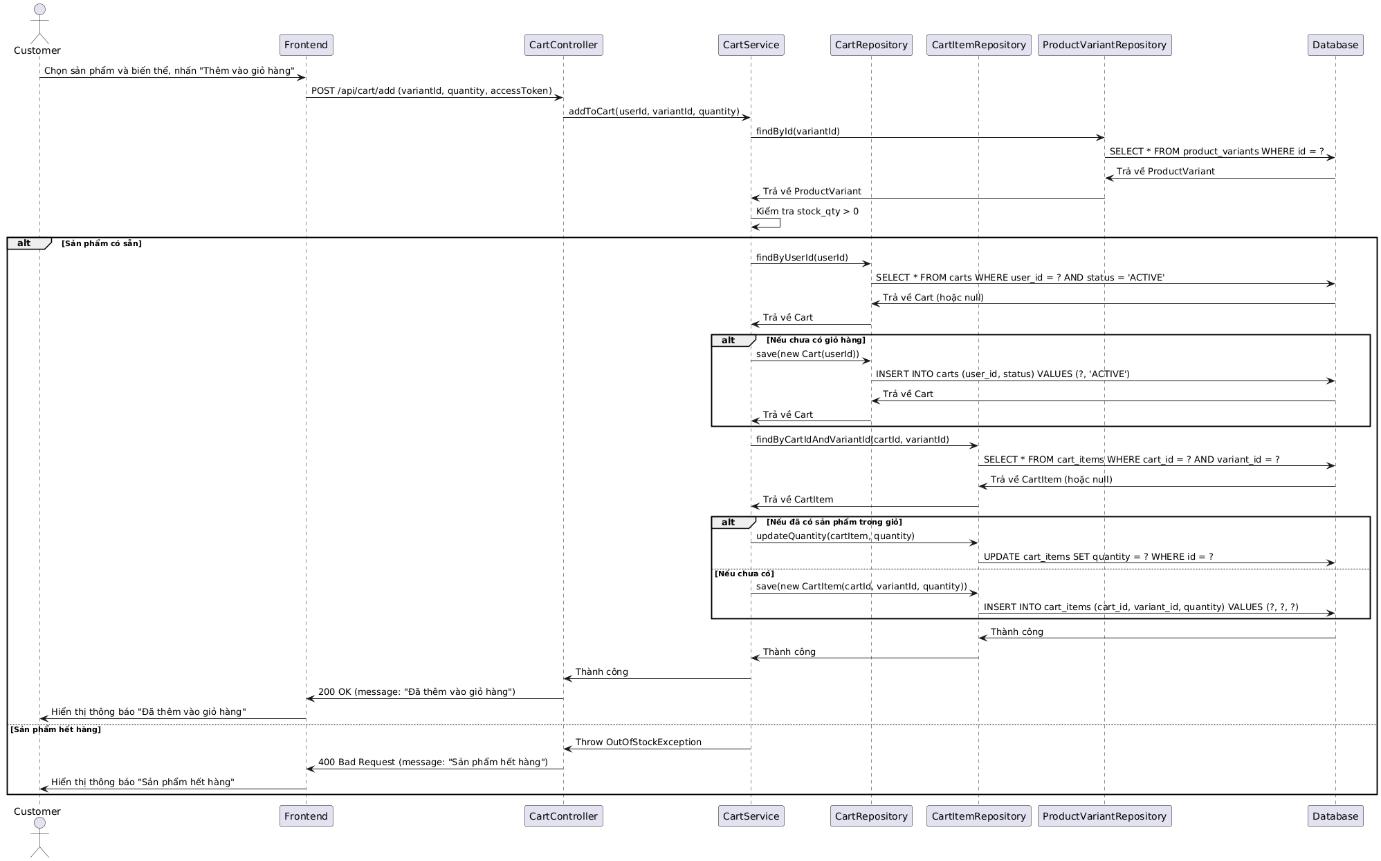 Customer
Frontend
CartController
CartService
CartRepository
CartItemRepository
ProductVariantRepository
Database
Chọn sản phẩm và biến thể, nhấn "Thêm vào giỏ hàng"
POST /api/cart/add (variantId, quantity, accessToken)
addToCart(userId, variantId, quantity)
findById(variantId)
SELECT * FROM product_variants WHERE id = ?
Trả về ProductVariant
Trả về ProductVariant
Kiểm tra stock_qty > 0
alt [Sản phẩm có sẵn]
findByUserId(userId)
SELECT * FROM carts WHERE user_id = ? AND status = 'ACTIVE'
Trả về Cart (hoặc null)
Trả về Cart
alt [Nếu chưa có giỏ hàng]
save(new Cart(userId))
INSERT INTO carts (user_id, status) VALUES (?, 'ACTIVE')
Trả về Cart
Trả về Cart
findByCartIdAndVariantId(cartId, variantId)
SELECT * FROM cart_items WHERE cart_id = ? AND variant_id = ?
Trả về CartItem (hoặc null)
Trả về CartItem
alt [Nếu đã có sản phẩm trong giỏ]
updateQuantity(cartItem, quantity)
UPDATE cart_items SET quantity = ? WHERE id = ?
[Nếu chưa có]
save(new CartItem(cartId, variantId, quantity))
INSERT INTO cart_items (cart_id, variant_id, quantity) VALUES (?, ?, ?)
Thành công
Thành công
Thành công
200 OK (message: "Đã thêm vào giỏ hàng")
Hiển thị thông báo "Đã thêm vào giỏ hàng"
[Sản phẩm hết hàng]
Throw OutOfStockException
400 Bad Request (message: "Sản phẩm hết hàng")
Hiển thị thông báo "Sản phẩm hết hàng"
Customer
Frontend
CartController
CartService
CartRepository
CartItemRepository
ProductVariantRepository
Database